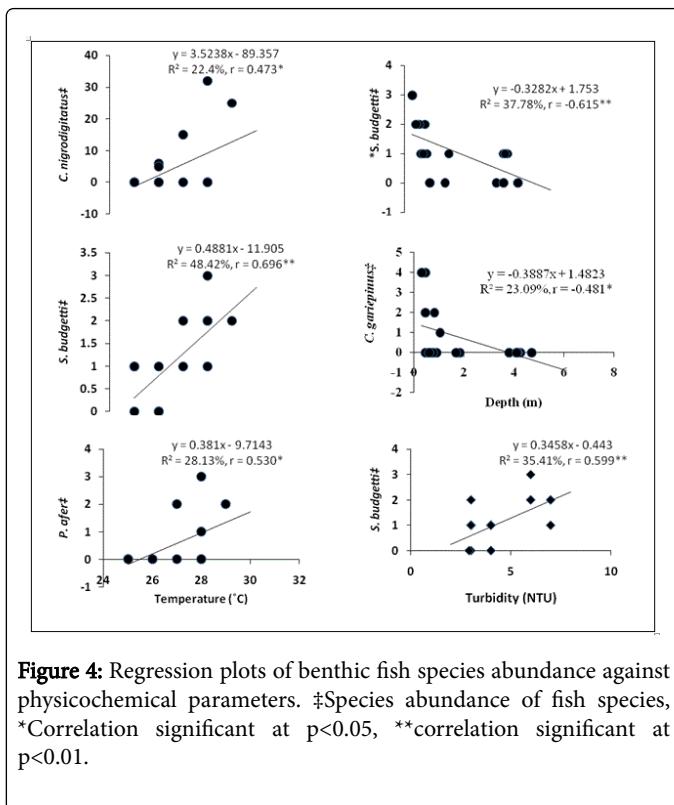 y = 3.5238x - 89.357
R² = 22.4%, r = 0.473*
C. nigrodigitatus‡
40
30
20
10
0
-10
y = -0.3282x + 1.753
R² = 37.78%, r = -0.615**
*S. budgetti‡
4
3
2
1
0
-1
y = 0.4881x - 11.905
R² = 48.42%, r = 0.696**
S. budgetti‡
3.5
3
2.5
2
1.5
1
0.5
0
y = -0.3887x + 1.4823
R² = 23.09%, r = -0.481*
C. gariepinus‡
5
4
3
2
1
0
-1
-2
0 2 4 6 8
Depth (m)
y = 0.381x - 9.7143
R² = 28.13%, r = 0.530*
P. afer‡
4
3
2
1
0
-1
24 26 28 30 32
Temperature (˚C)
y = 0.3458x - 0.443
R² = 35.41%, r = 0.599**
S. budgetti‡
4
3
2
1
0
0 5 10
Turbidity (NTU)
Figure 4: Regression plots of benthic fish species abundance against
physicochemical parameters. ‡Species abundance of fish species,
*Correlation significant at p<0.05, **correlation significant at
p<0.01.